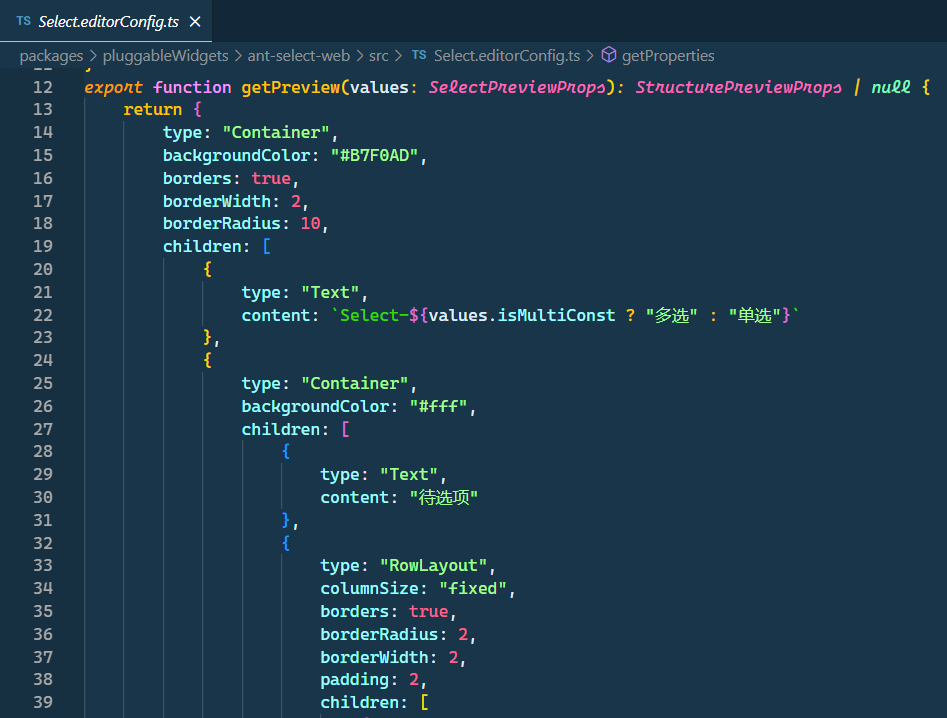 TS Select.editorConfig.ts ×
packages > pluggableWidgets > ant-select-web > src > TS Select.editorConfig.ts > getProperties
12 export function getPreview(values: SelectPreviewProps): StructurePreviewProps | null {
13 return {
14 type: "Container",
15 backgroundColor: "#B7F0AD",
16 borders: true,
17 borderWidth: 2,
18 borderRadius: 10,
19 children: [
20 {
21 type: "Text",
22 content: `Select-${values.isMultiConst ? "多选" : "单选"}`
23 },
24 {
25 type: "Container",
26 backgroundColor: "#fff",
27 children: [
28 {
29 type: "Text",
30 content: "待选项"
31 },
32 {
33 type: "RowLayout",
34 columnSize: "fixed",
35 borders: true,
36 borderRadius: 2,
37 borderWidth: 2,
38 padding: 2,
39 children: [